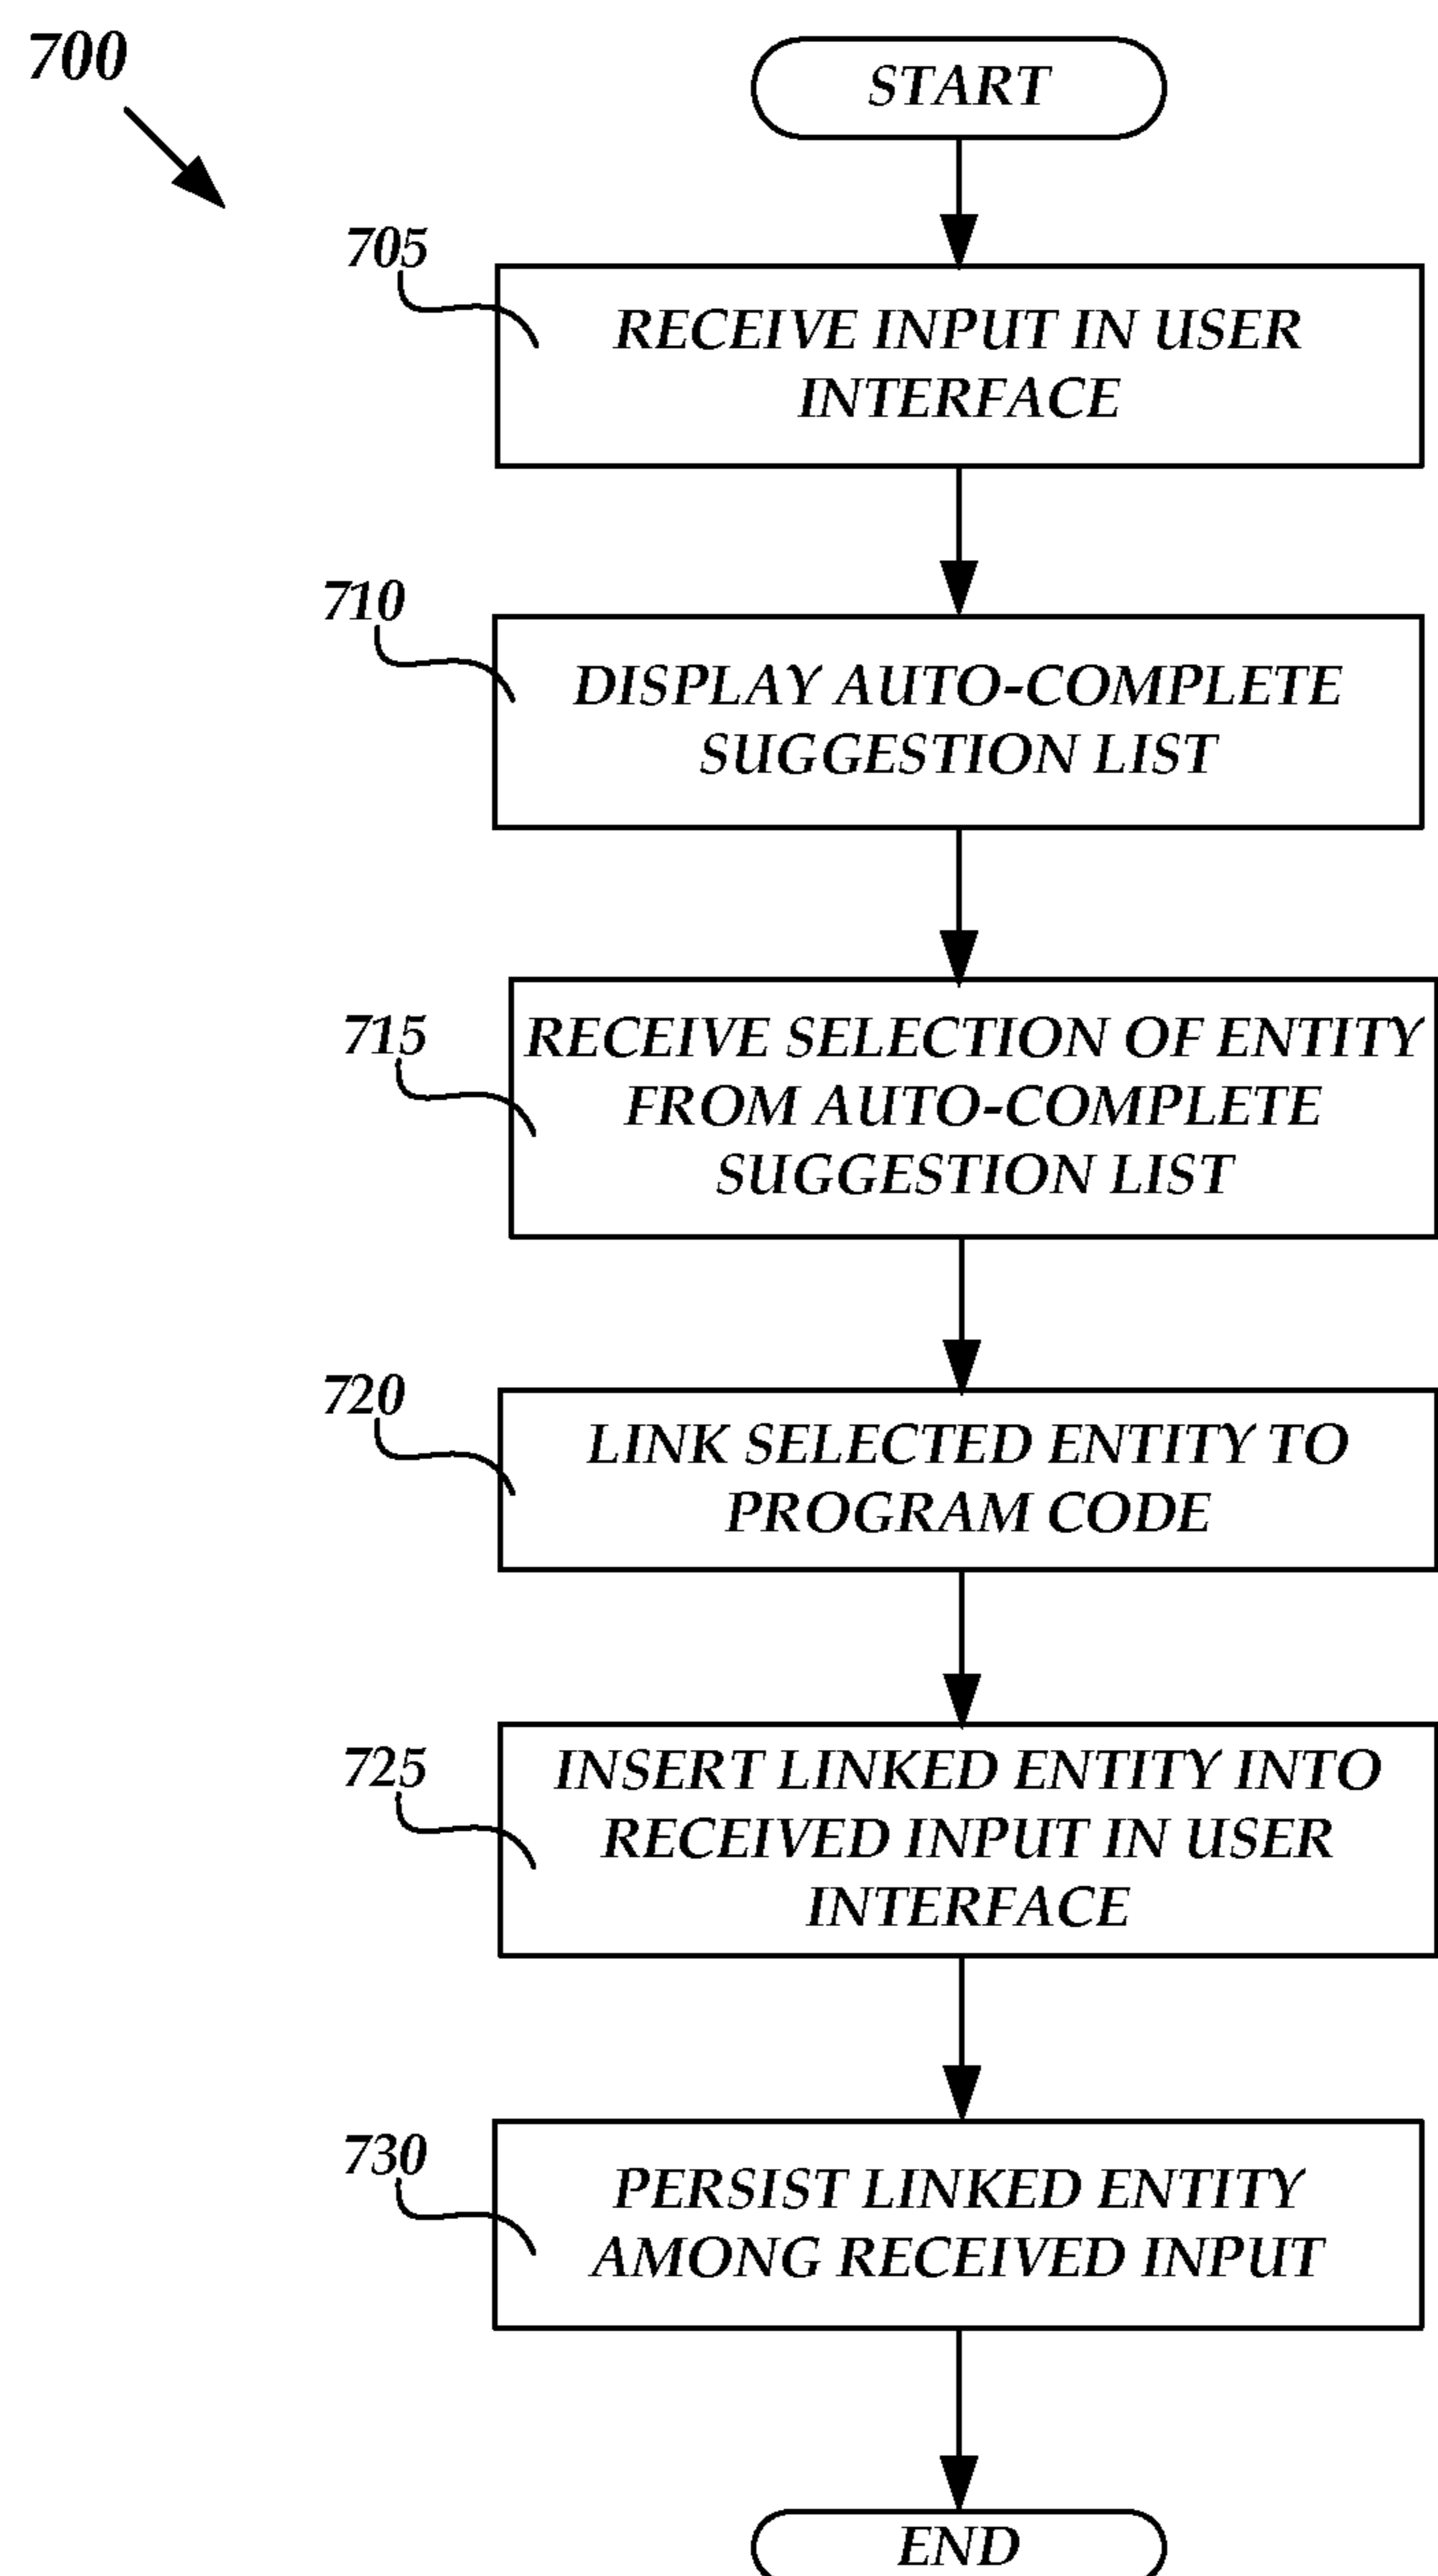 700
START
705
RECEIVE INPUT IN USER
INTERFACE
710
DISPLAY AUTO-COMPLETE
SUGGESTION LIST
715
RECEIVE SELECTION OF ENTITY
FROM AUTO-COMPLETE
SUGGESTION LIST
720
LINK SELECTED ENTITY TO
PROGRAM CODE
725
INSERT LINKED ENTITY INTO
RECEIVED INPUT IN USER
INTERFACE
730
PERSIST LINKED ENTITY
AMONG RECEIVED INPUT
END